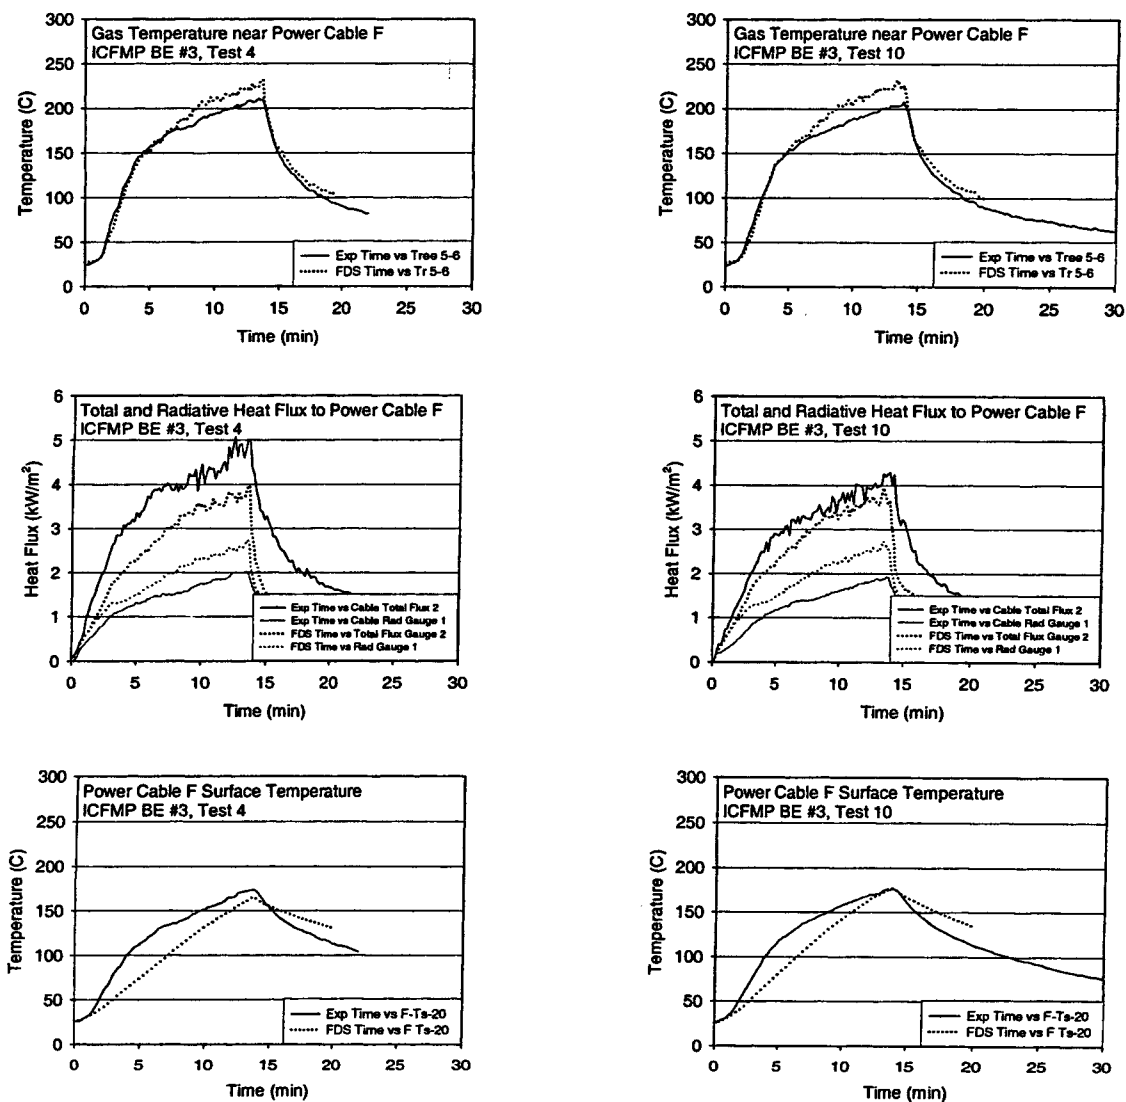 Gas Temperature near Power Cable F
ICFMP BE #3, Test 4
Temperature (C)
300
250
200
150
100
50
0
Exp Time vs Tree 5-6
FDS Time vs Tr 5-6
0 5 10 15 20 25 30
Time (min)
Gas Temperature near Power Cable F
ICFMP BE #3, Test 10
Temperature (C)
300
250
200
150
100
50
0
Exp Time vs Tree 5-6
FDS Time vs Tr 5-6
0 5 10 15 20 25 30
Time (min)
Total and Radiative Heat Flux to Power Cable F
ICFMP BE #3, Test 4
Heat Flux (kW/m²)
6
5
4
3
2
1
0
Exp Time vs Cable Total Flux 2
Exp Time vs Cable Rad Gauge 1
FDS Time vs Total Flux Gauge 2
FDS Time vs Rad Gauge 1
0 5 10 15 20 25 30
Time (min)
Total and Radiative Heat Flux to Power Cable F
ICFMP BE #3, Test 10
Heat Flux (kW/m²)
6
5
4
3
2
1
0
Exp Time vs Cable Total Flux 2
Exp Time vs Cable Rad Gauge 1
FDS Time vs Total Flux Gauge 2
FDS Time vs Rad Gauge 1
0 5 10 15 20 25 30
Time (min)
Power Cable F Surface Temperature
ICFMP BE #3, Test 4
Temperature (C)
300
250
200
150
100
50
0
Exp Time vs F-Ts-20
FDS Time vs F Ts-20
0 5 10 15 20 25 30
Time (min)
Power Cable F Surface Temperature
ICFMP BE #3, Test 10
Temperature (C)
300
250
200
150
100
50
0
Exp Time vs F-Ts-20
FDS Time vs F Ts-20
0 5 10 15 20 25 30
Time (min)